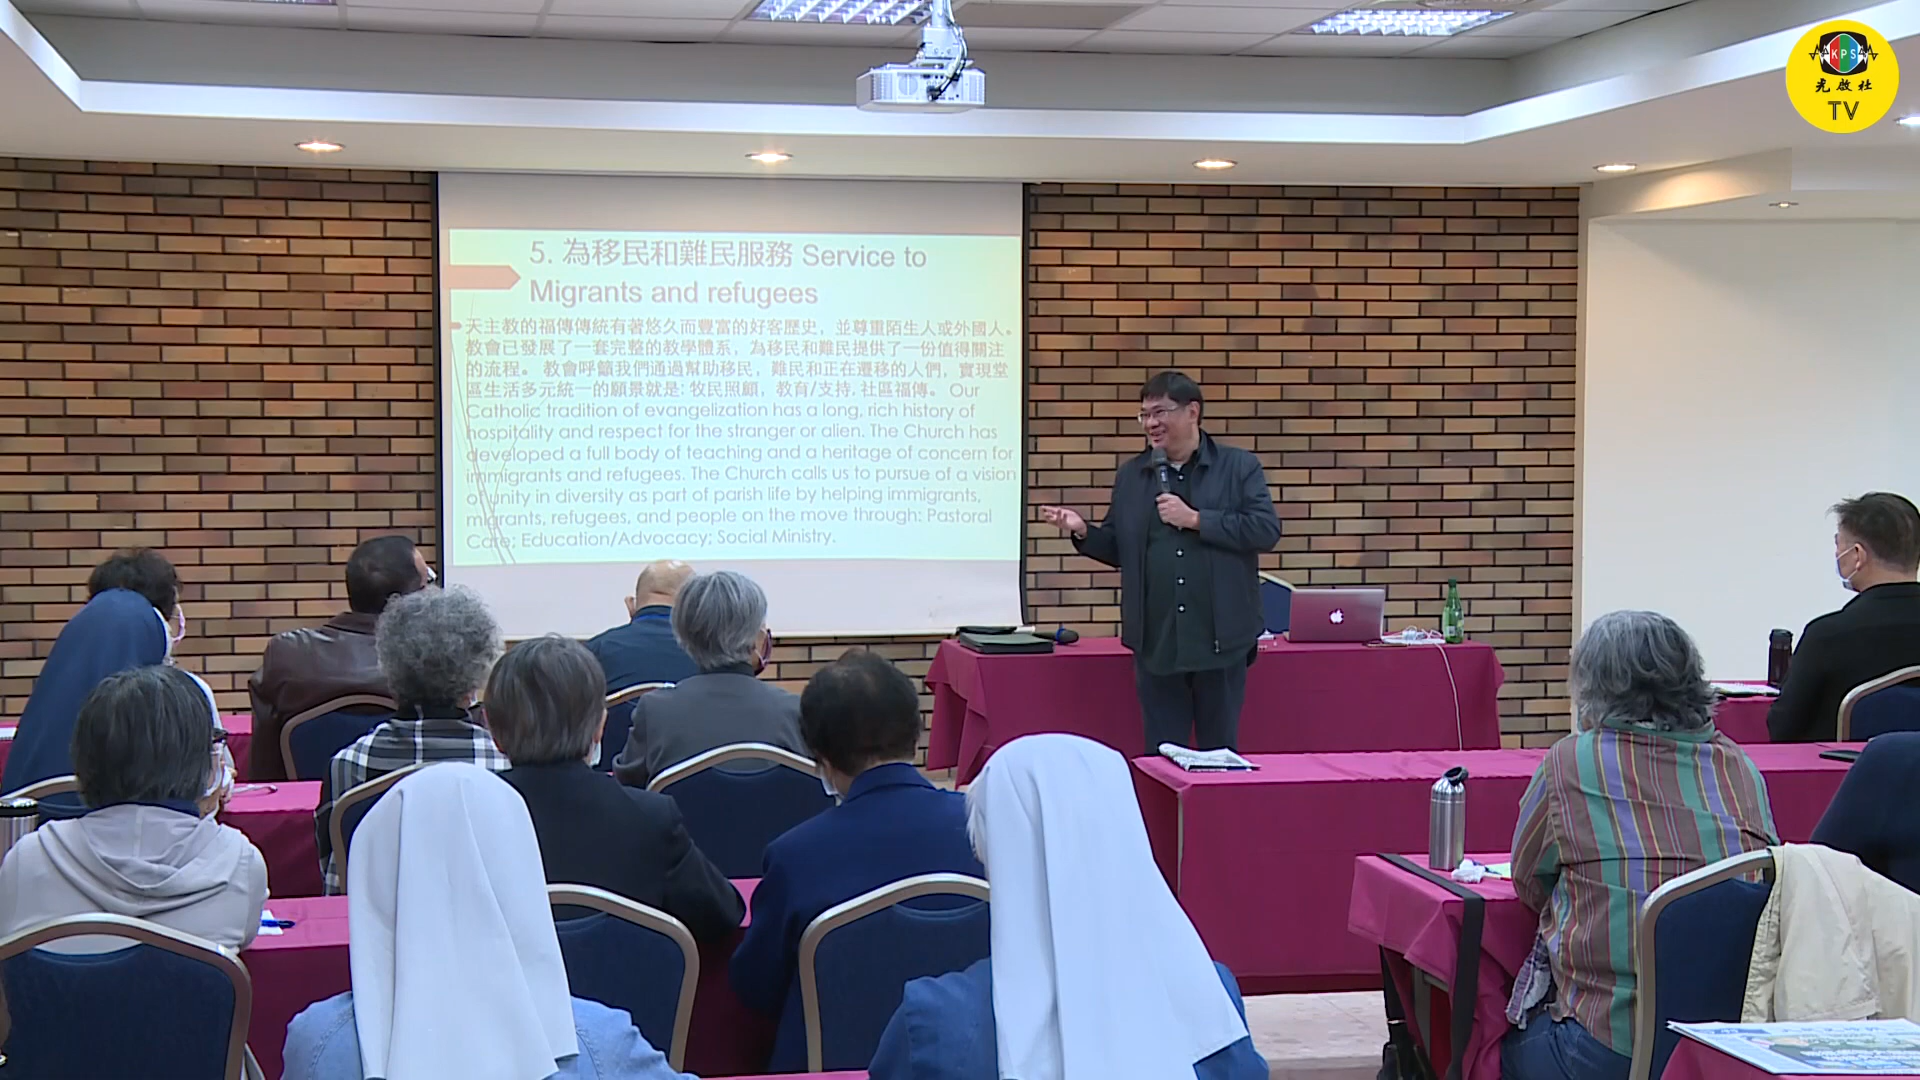 KPS
光啟社
TV
5. 為移民和難民服務 Service to
Migrants and refugees
天主教的福傳傳統有著悠久而豐富的好客歷史，並尊重陌生人或外國人。
教會已發展了一套完整的教學體系，為移民和難民提供了一份值得關注
的流程。 教會呼籲我們通過幫助移民，難民和正在遷移的人們，實現堂
區生活多元統一的願景就是: 牧民照顧，教育/支持, 社區福傳。 Our
Catholic tradition of evangelization has a long, rich history of
hospitality and respect for the stranger or alien. The Church has
developed a full body of teaching and a heritage of concern for
immigrants and refugees. The Church calls us to pursue of a vision
of unity in diversity as part of parish life by helping immigrants,
migrants, refugees, and people on the move through: Pastoral
Care; Education/Advocacy; Social Ministry.